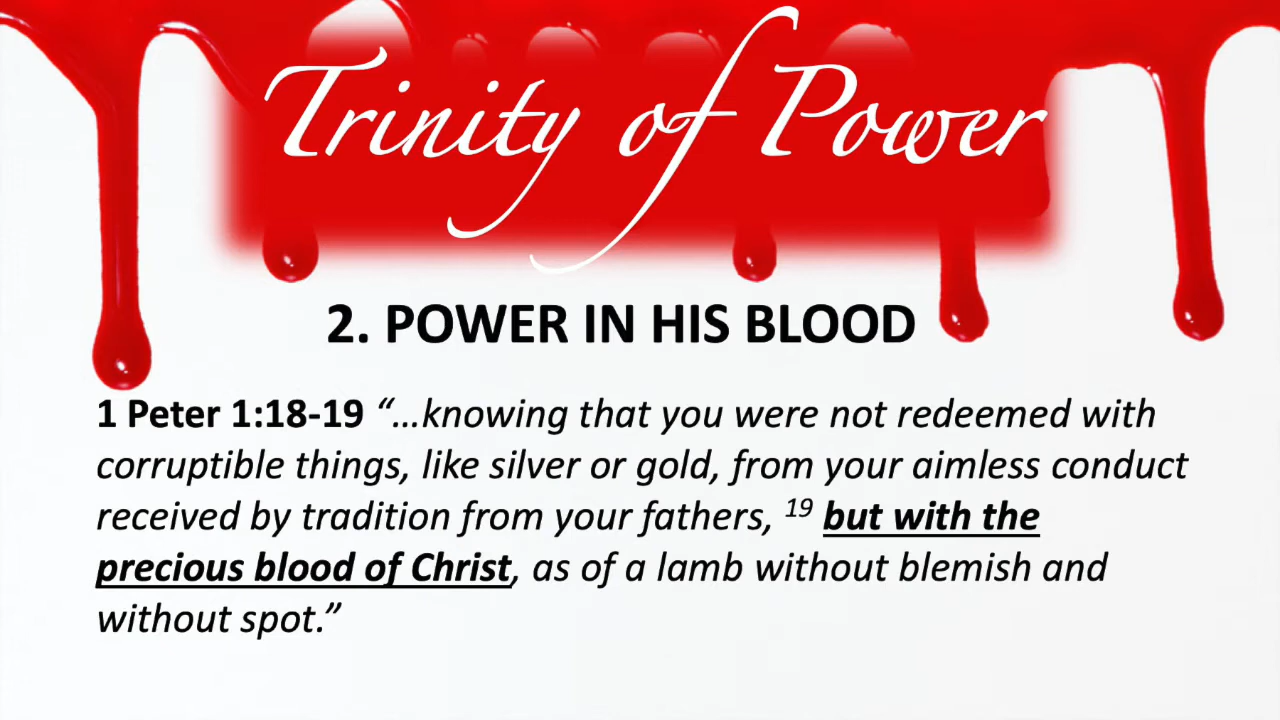 Trinity of Power
2. POWER IN HIS BLOOD
1 Peter 1:18-19 “…knowing that you were not redeemed with
corruptible things, like silver or gold, from your aimless conduct
received by tradition from your fathers, 19 but with the
precious blood of Christ, as of a lamb without blemish and
without spot.”